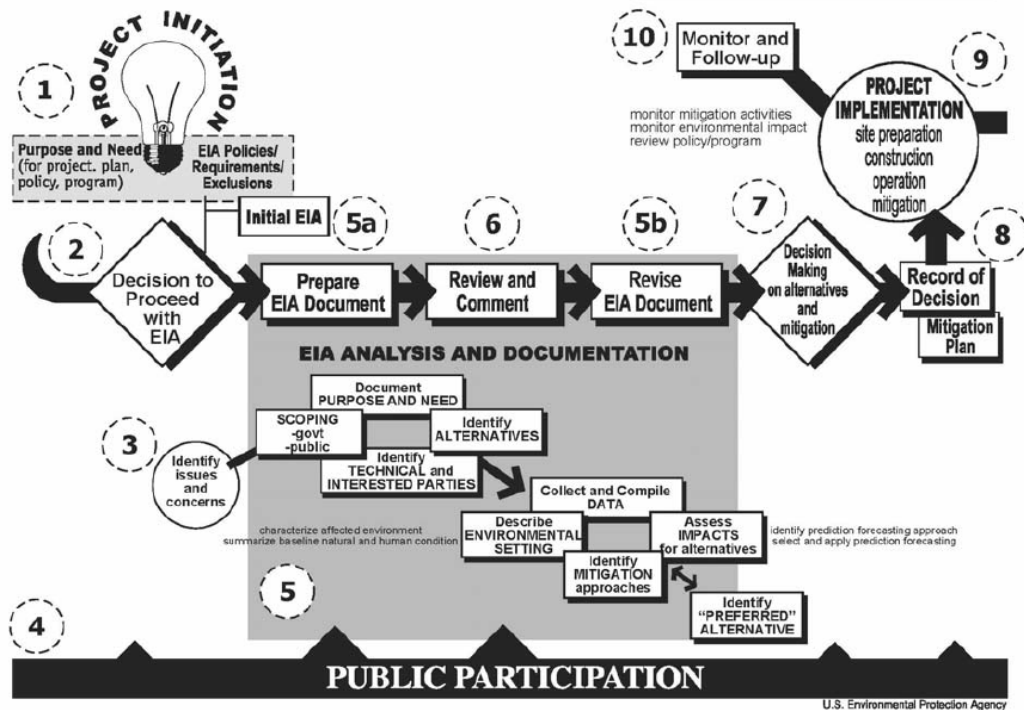 1
PROJECT INITIATION
Purpose and Need
(for project. plan,
policy, program)
EIA Policies/
Requirements/
Exclusions
Initial EIA
10
Monitor and
Follow-up
monitor mitigation activities
monitor environmental impact
review policy/program
9
PROJECT
IMPLEMENTATION
site preparation
construction
operation
mitigation
2
Decision to
Proceed
with
EIA
5a
Prepare
EIA Document
6
Review and
Comment
5b
Revise
EIA Document
7
Decision
Making
on alternatives
and
mitigation
8
Record of
Decision
Mitigation
Plan
EIA ANALYSIS AND DOCUMENTATION
3
Identify
issues
and
concerns
Document
PURPOSE AND NEED
SCOPING
-govt
-public
Identify
ALTERNATIVES
Identify
TECHNICAL and
INTERESTED PARTIES
Collect and Compile
DATA
characterize affected environment
summarize baseline natural and human condition
Describe
ENVIRONMENTAL
SETTING
Assess
IMPACTS
for alternatives
identify prediction forecasting approach
select and apply prediction forecasting
Identify
MITIGATION
approaches
Identify
“PREFERRED”
ALTERNATIVE
5
4
PUBLIC PARTICIPATION
U.S. Environmental Protection Agency